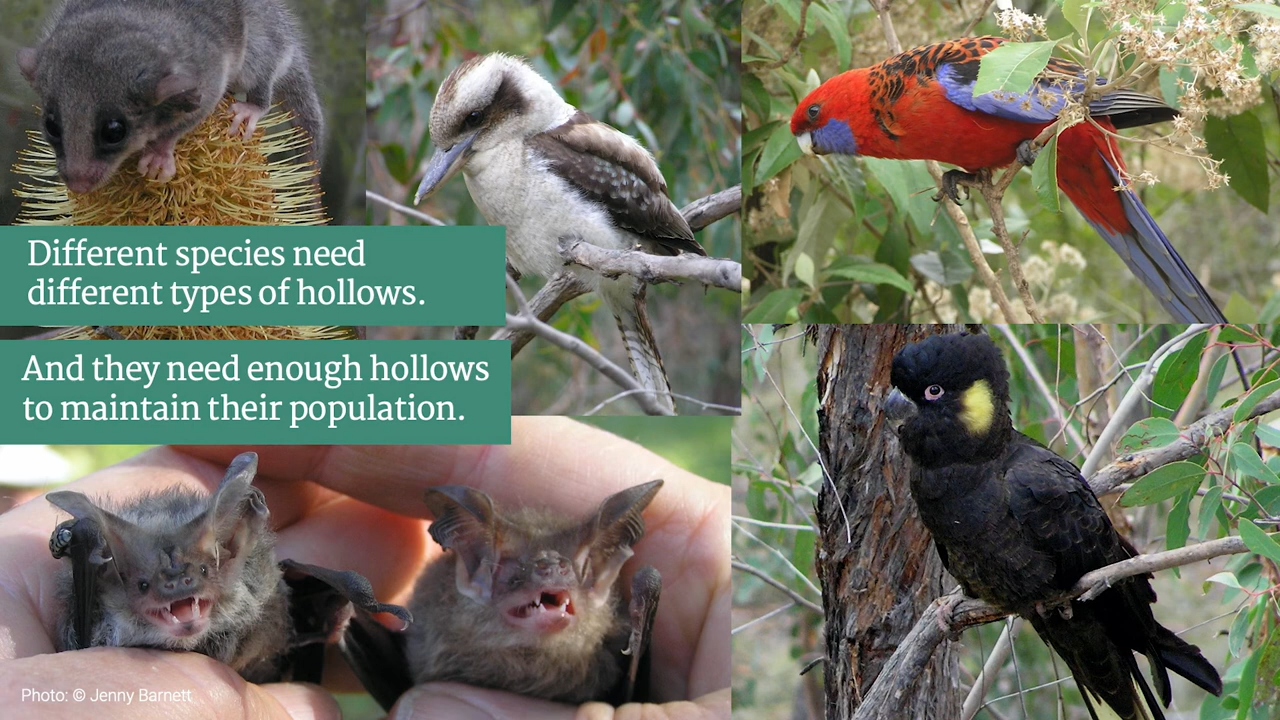 Different species need
different types of hollows.
And they need enough hollows
to maintain their population.
Photo: © Jenny Barnett